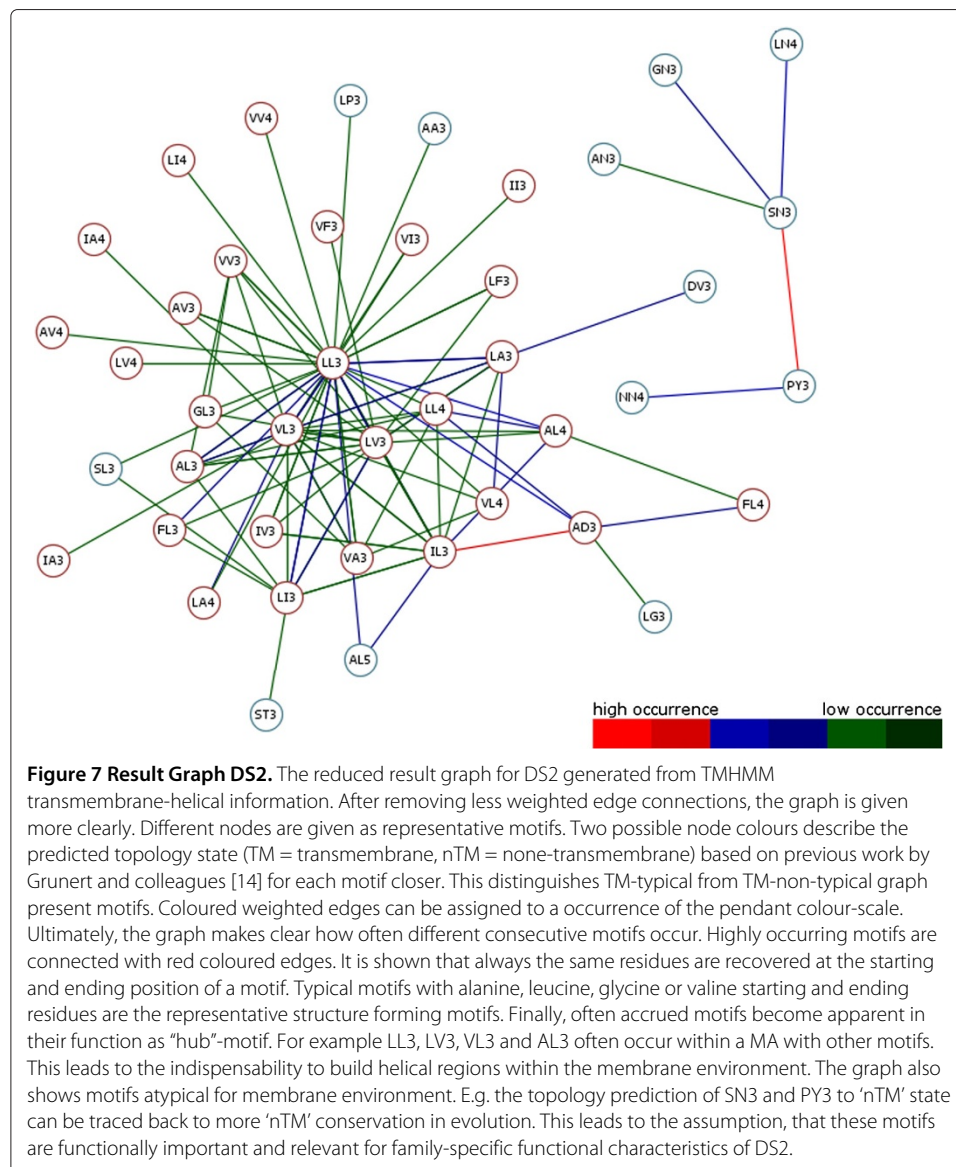 LN4
GN3
LP3
VV4
AA3
AN3
LI4
II3
SN3
VF3
IA4
VI3
VV3
LF3
DV3
AV3
AV4
LV4
LL3
LA3
PY3
NN4
GL3
LL4
VL3
AL4
LV3
SL3
AL3
VL4
FL4
FL3
IV3
AD3
IL3
IA3
VA3
LA4
LI3
LG3
AL5
ST3
high occurrence low occurrence
Figure 7 Result Graph DS2. The reduced result graph for DS2 generated from TMHMM
transmembrane-helical information. After removing less weighted edge connections, the graph is given
more clearly. Different nodes are given as representative motifs. Two possible node colours describe the
predicted topology state (TM = transmembrane, nTM = none-transmembrane) based on previous work by
Grunert and colleagues [14] for each motif closer. This distinguishes TM-typical from TM-non-typical graph
present motifs. Coloured weighted edges can be assigned to a occurrence of the pendant colour-scale.
Ultimately, the graph makes clear how often different consecutive motifs occur. Highly occurring motifs are
connected with red coloured edges. It is shown that always the same residues are recovered at the starting
and ending position of a motif. Typical motifs with alanine, leucine, glycine or valine starting and ending
residues are the representative structure forming motifs. Finally, often accrued motifs become apparent in
their function as “hub”-motif. For example LL3, LV3, VL3 and AL3 often occur within a MA with other motifs.
This leads to the indispensability to build helical regions within the membrane environment. The graph also
shows motifs atypical for membrane environment. E.g. the topology prediction of SN3 and PY3 to ‘nTM’ state
can be traced back to more ‘nTM’ conservation in evolution. This leads to the assumption, that these motifs
are functionally important and relevant for family-specific functional characteristics of DS2.